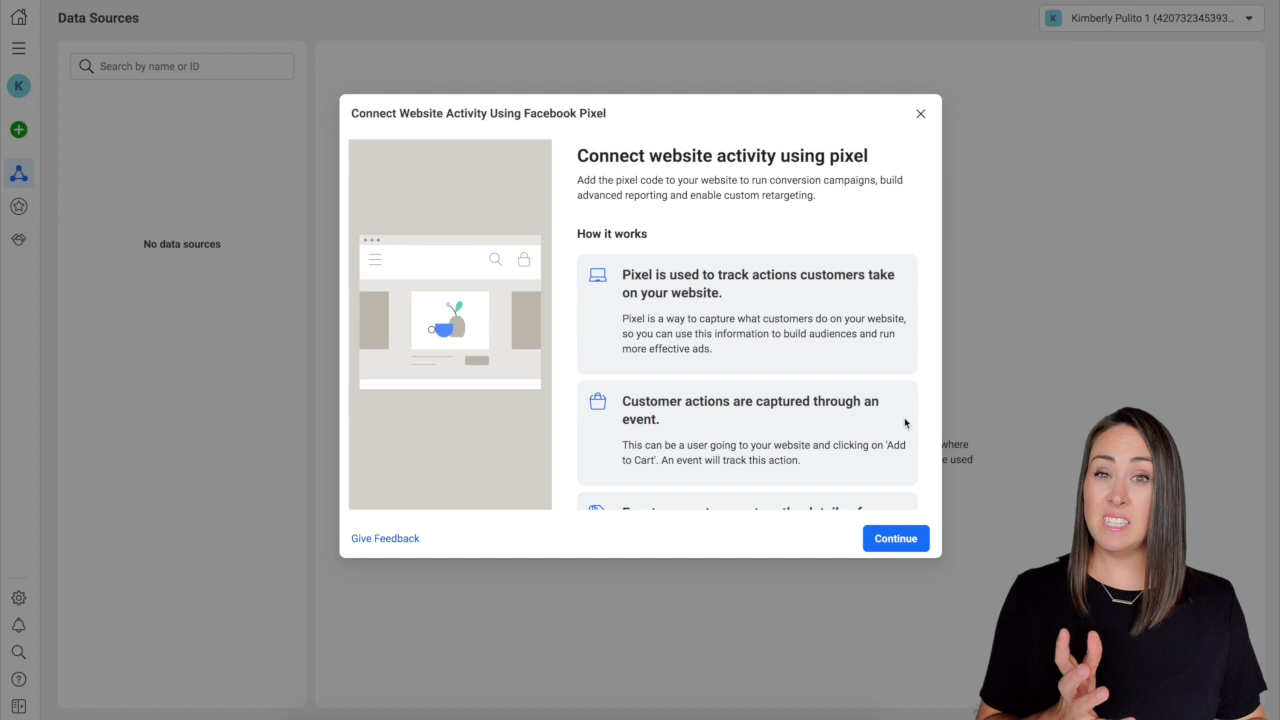 Data Sources
K
Kimberly Pulito 1 (420732345393...
Search by name or ID
K
No data sources
Connect Website Activity Using Facebook Pixel
Connect website activity using pixel
Add the pixel code to your website to run conversion campaigns, build
advanced reporting and enable custom retargeting.
How it works
Pixel is used to track actions customers take
on your website.
Pixel is a way to capture what customers do on your website,
so you can use this information to build audiences and run
more effective ads.
Customer actions are captured through an
event.
This can be a user going to your website and clicking on 'Add
to Cart'. An event will track this action.
where
e used
Give Feedback
Continue